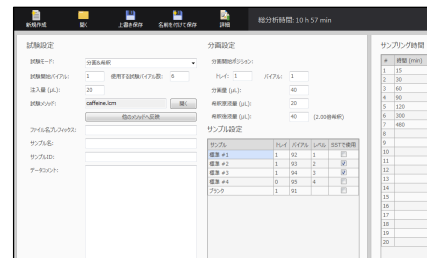 新規作成 開く 上書き保存 名前を付けて保存 詳細 総分析時間: 10 h 57 min
試験設定
試験モード: 分画&希釈
試験開始バイアル: 1 使用する試験バイアル数: 6
注入量 (μL): 20
試験メソッド: caffeine.lcm 開く
他のメソッドへ反映
ファイル名プレフィックス:
サンプル名:
サンプルID:
データコメント:
分画設定
分画開始ポジション:
トレイ: 1 バイアル: 1
分画量 (μL): 40
希釈原液量 (μL): 20
希釈後液量 (μL): 40 (2.00倍希釈)
サンプル設定
サンプル トレイ バイアル レベル SSTで使用
標準 #1 1 92 1
標準 #2 1 93 2
標準 #3 1 94 3
標準 #4 0 95 4
ブランク 1 91
サンプリング時間
# 時間 [min]
1 15
2 30
3 60
4 90
5 120
6 300
7 480
8
9
10
11
12
13
14
15
16
17
18
19
20